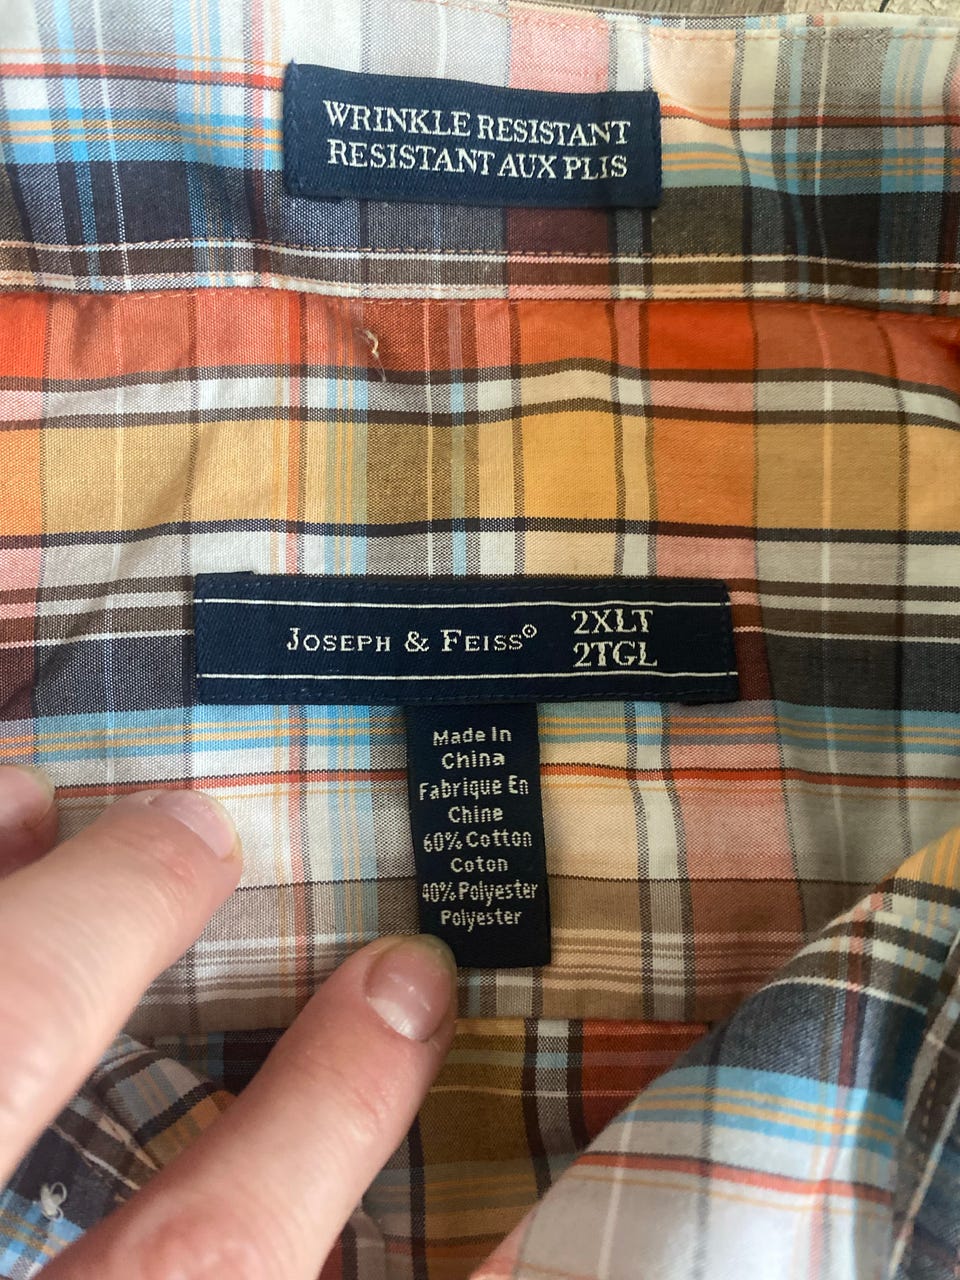 WRINKLE RESISTANT
RESISTANT AUX PLIS
JOSEPH & FEISS® 2XLT
2TGL
Made In
China
Fabrique En
Chine
60% Cotton
Coton
40% Polyester
Polyester